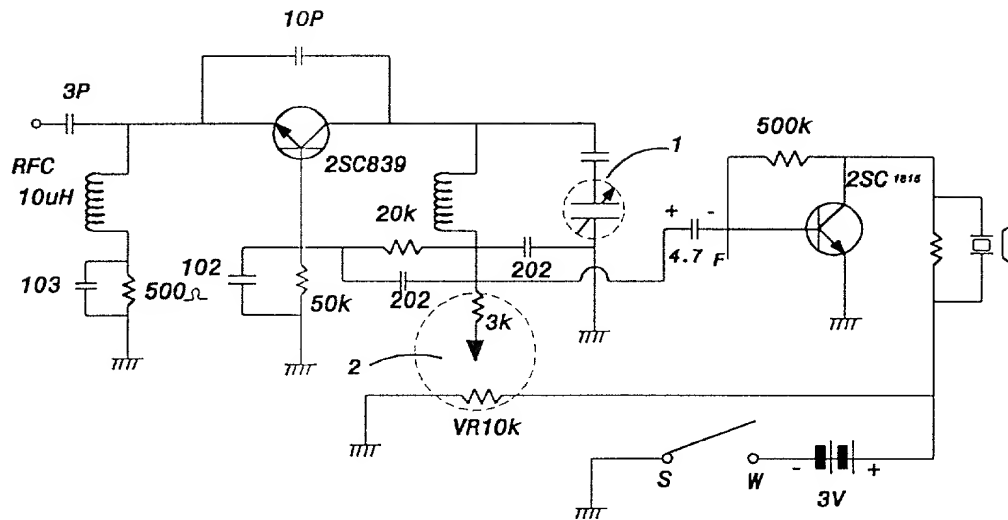 10P
3P
1
500k
RFC
10uH
2SC839
2SC 1815
20k
+ -
4.7 F
103
500Ω
102
50k
202
202
3k
2
VR10k
S
W
- +
3V